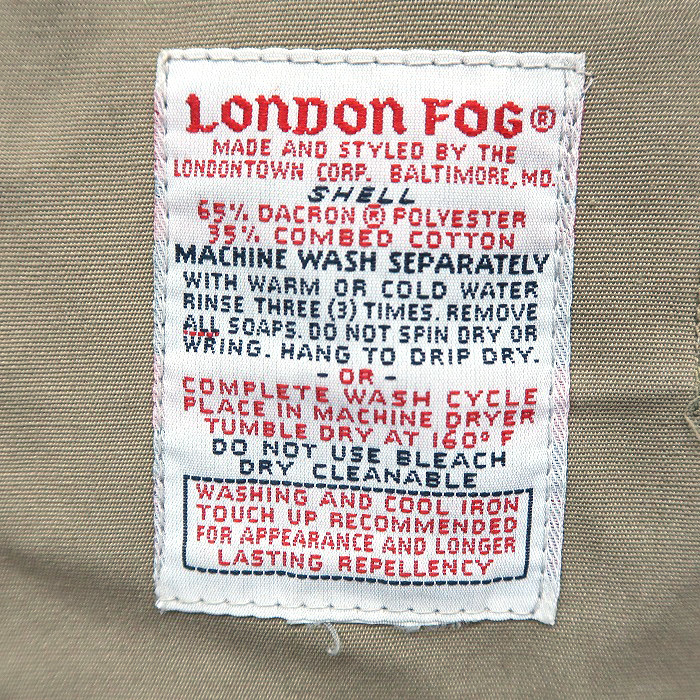 LONDON FOG®
MADE AND STYLED BY THE
LONDONTOWN CORP. BALTIMORE, MD.
SHELL
65% DACRON ® POLYESTER
35% COMBED COTTON
MACHINE WASH SEPARATELY
WITH WARM OR COLD WATER
RINSE THREE (3) TIMES. REMOVE
ALL SOAPS. DO NOT SPIN DRY OR
WRING. HANG TO DRIP DRY.
- OR -
COMPLETE WASH CYCLE
PLACE IN MACHINE DRYER
TUMBLE DRY AT 160° F
DO NOT USE BLEACH
DRY CLEANABLE
WASHING AND COOL IRON
TOUCH UP RECOMMENDED
FOR APPEARANCE AND LONGER
LASTING REPELLENCY